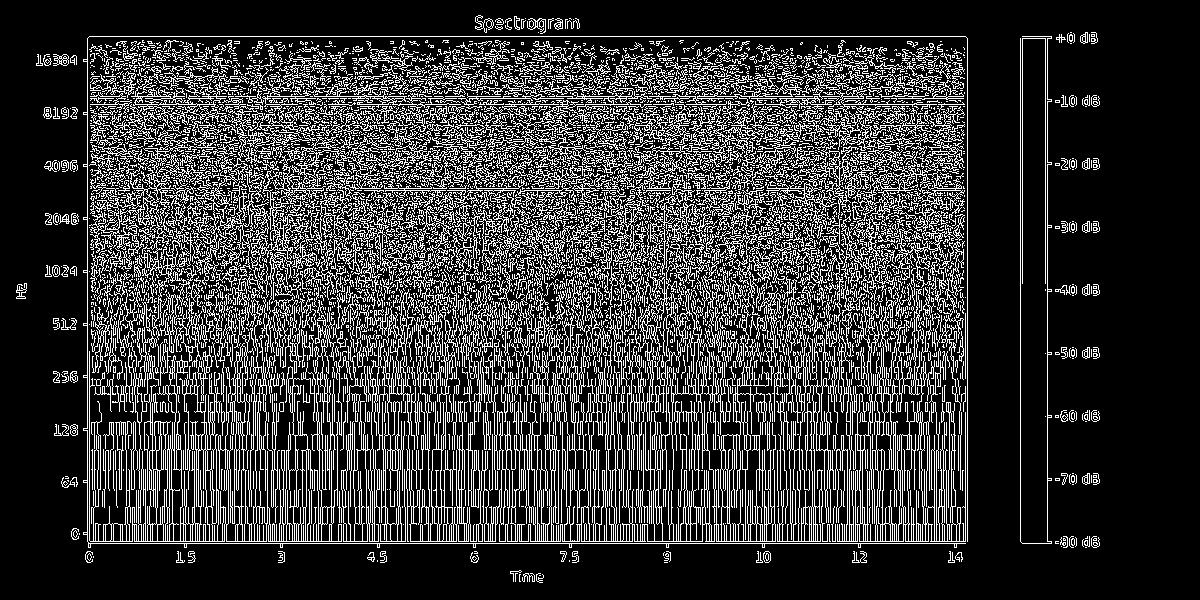 Spectrogram
16384
8192
4096
2048
1024
512
256
128
64
0
Hz
0 1.5 3 4.5 6 7.5 9 10 12 14
Time
+0 dB
-10 dB
-20 dB
-30 dB
-40 dB
-50 dB
-60 dB
-70 dB
-80 dB